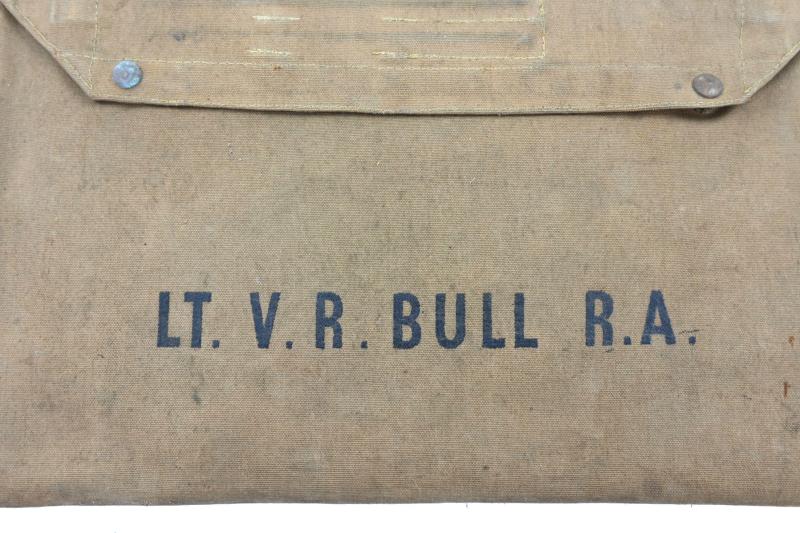 LT. V. R. BULL R.A.